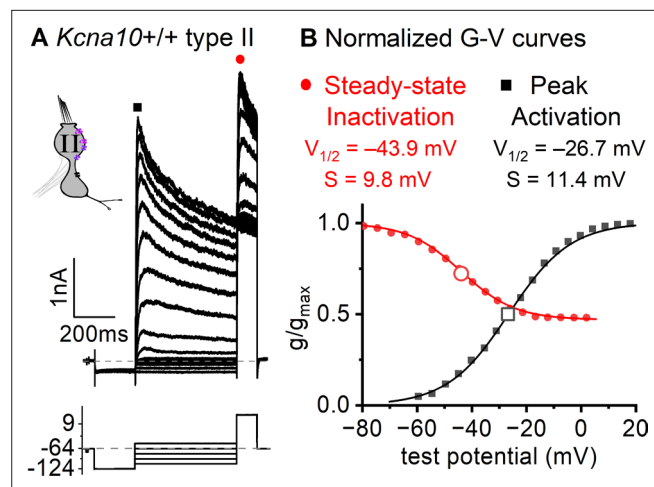 A Kcna10+/+ type II
II
1nA
200ms
9
-64
-124
B Normalized G-V curves
Steady-state
Inactivation
V1/2 = –43.9 mV
S = 9.8 mV
Peak
Activation
V1/2 = –26.7 mV
S = 11.4 mV
1.0
0.5
0.0
g/gmax
−80 −60 −40 −20 0 20
test potential (mV)